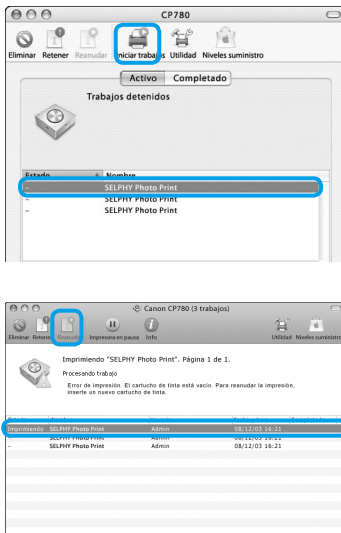 CP780
Eliminar Retener Reanudar Iniciar trabajos Utilidad Niveles suministro
Activo Completado
Trabajos detenidos
Estado Nombre
– SELPHY Photo Print
– SELPHY Photo Print
– SELPHY Photo Print
Canon CP780 (3 trabajos)
Eliminar Retener Reanudar Impresora en pausa Info Utilidad Niveles suministro
Imprimiendo "SELPHY Photo Print". Página 1 de 1.
Procesando trabajo
Error de impresión. El cartucho de tinta está vacío. Para reanudar la impresión,
inserte un nuevo cartucho de tinta.
Imprimiendo SELPHY Photo Print Admin 08/12/03 16:21
– SELPHY Photo Print Admin 08/12/03 16:21
– SELPHY Photo Print Admin 08/12/03 16:21